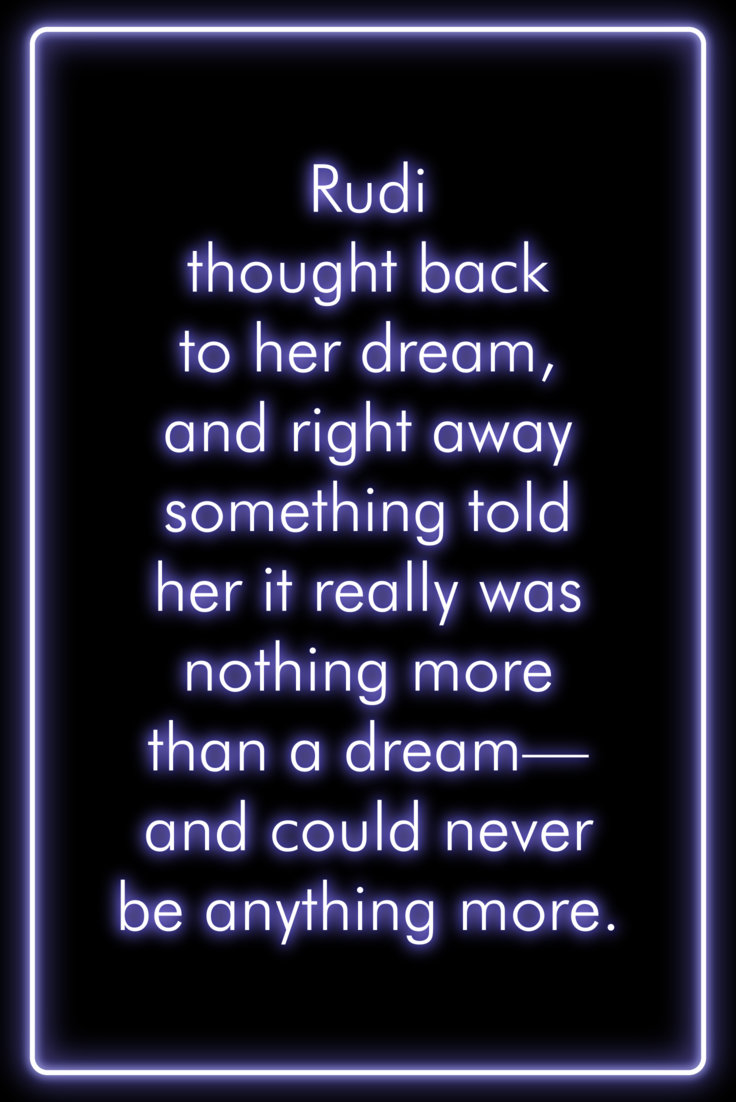 Rudi
thought back
to her dream,
and right away
something told
her it really was
nothing more
than a dream—
and could never
be anything more.